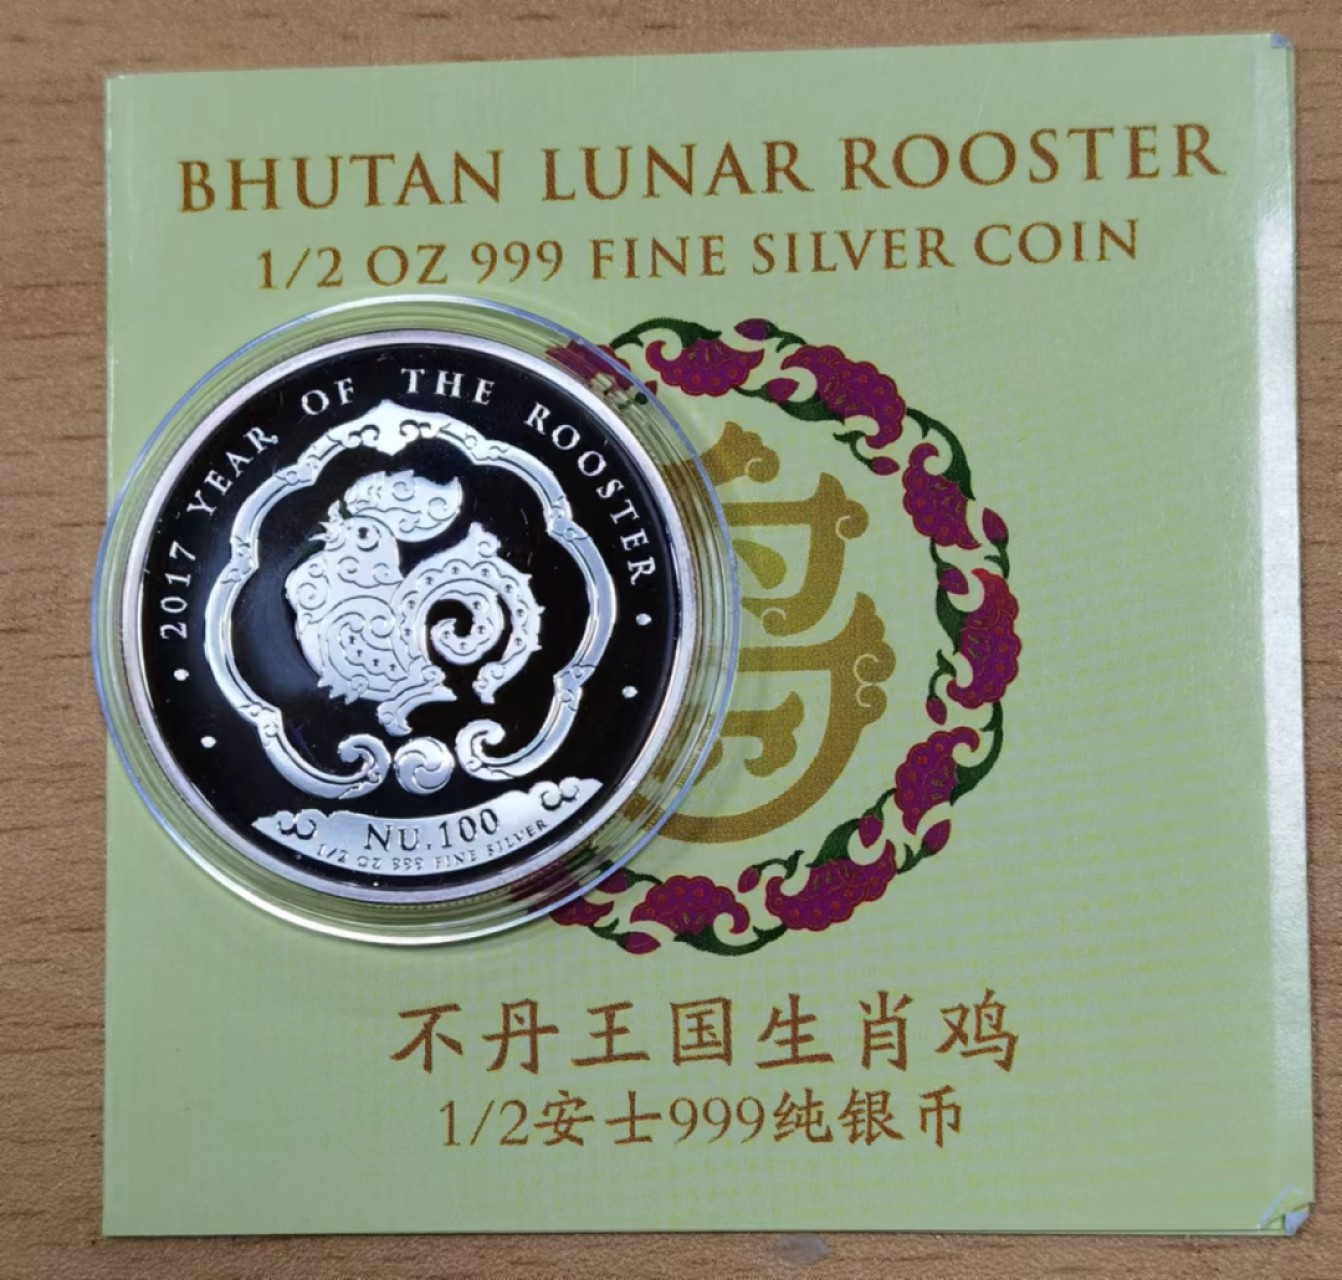 BHUTAN LUNAR ROOSTER
1/2 OZ 999 FINE SILVER COIN
2017 YEAR OF THE ROOSTER
NU.100
1/2 OZ 999 FINE SILVER
不丹王国生肖鸡
1/2安士999纯银币